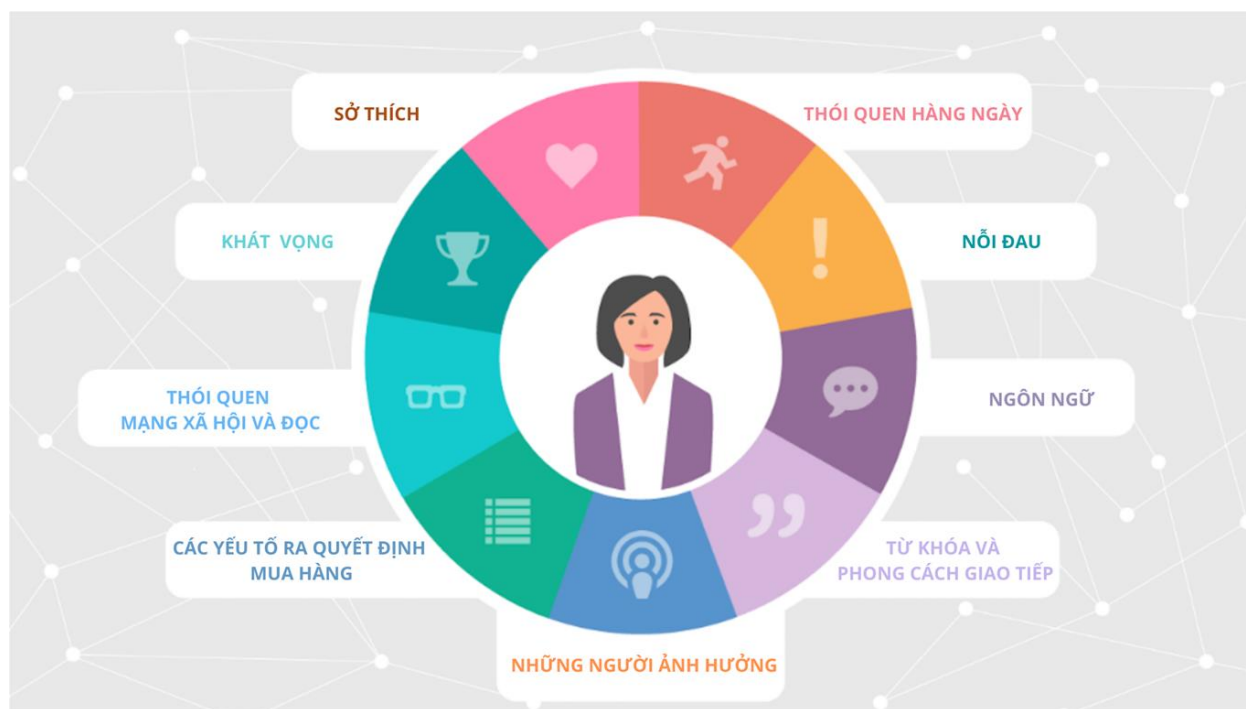 SỞ THÍCH
THÓI QUEN HÀNG NGÀY
KHÁT VỌNG
NỖI ĐAU
THÓI QUEN
MẠNG XÃ HỘI VÀ ĐỌC
NGÔN NGỮ
CÁC YẾU TỐ RA QUYẾT ĐỊNH
MUA HÀNG
TỪ KHÓA VÀ
PHONG CÁCH GIAO TIẾP
NHỮNG NGƯỜI ẢNH HƯỞNG